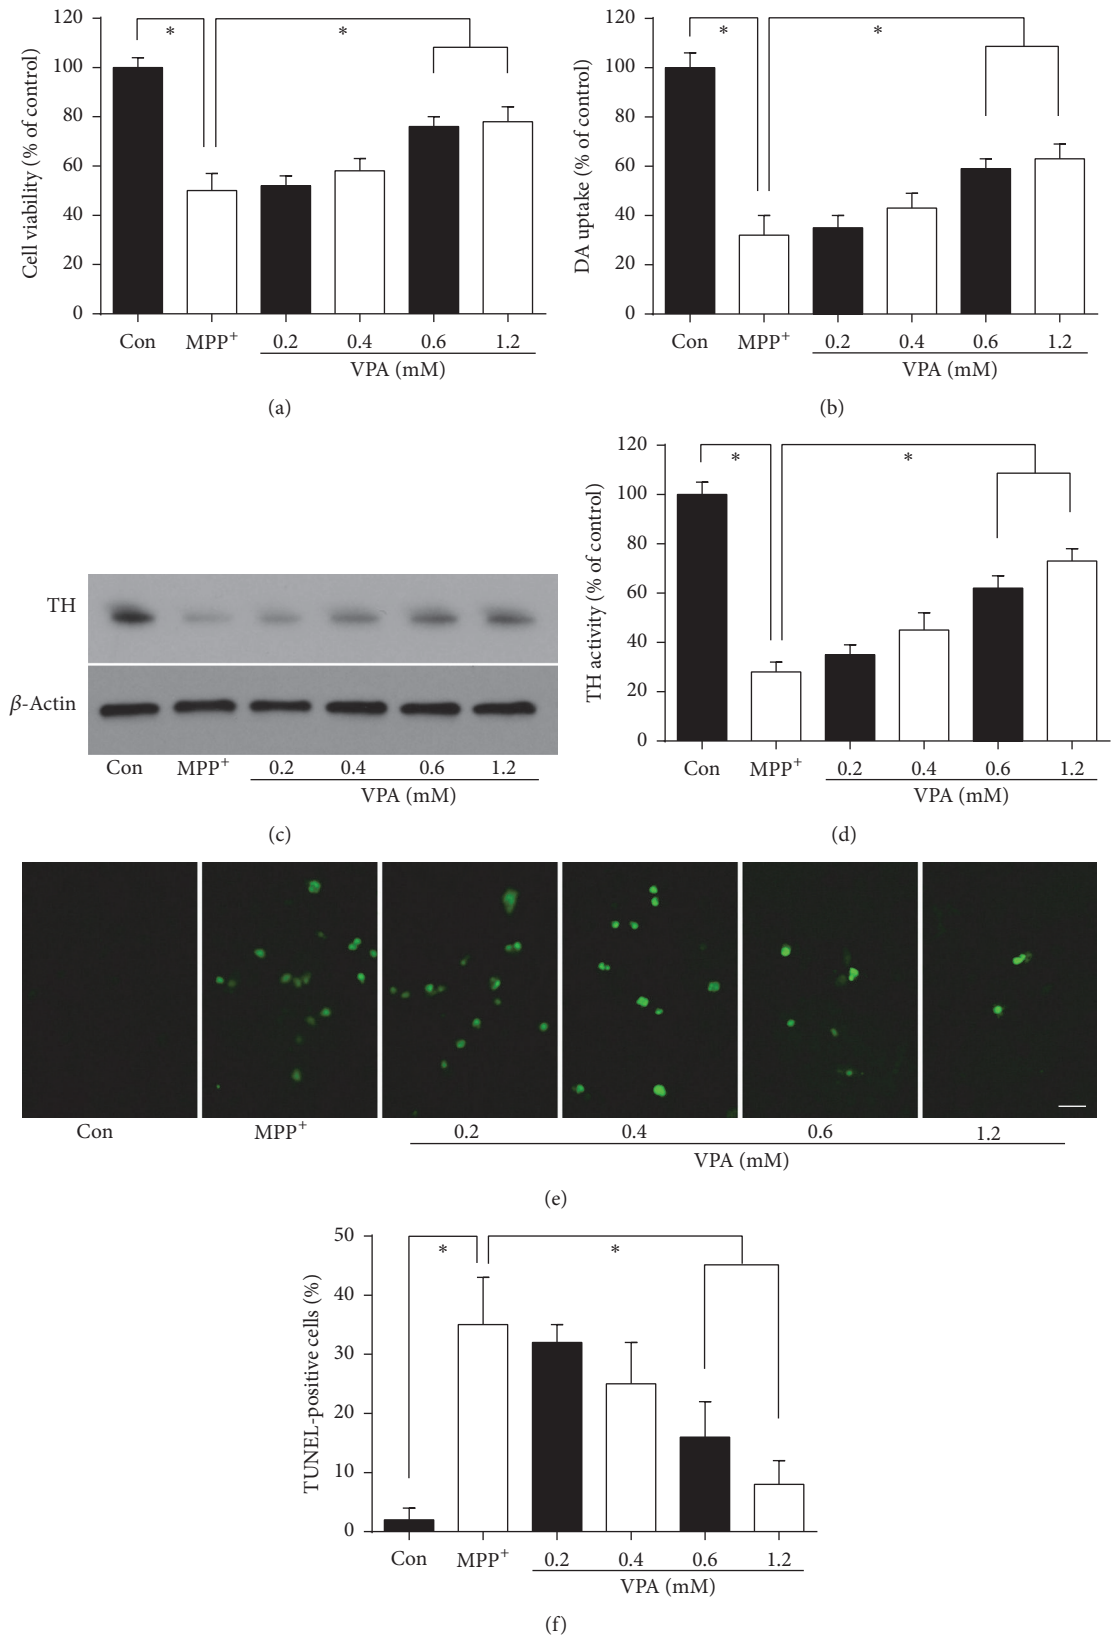 120
100
80
60
40
20
0
Cell viability (% of control)
* *
Con MPP+ 0.2 0.4 0.6 1.2
VPA (mM)
(a)
120
100
80
60
40
20
0
DA uptake (% of control)
* *
Con MPP+ 0.2 0.4 0.6 1.2
VPA (mM)
(b)
TH
β-Actin
Con MPP+ 0.2 0.4 0.6 1.2
VPA (mM)
(c)
120
100
80
60
40
20
0
TH activity (% of control)
* *
Con MPP+ 0.2 0.4 0.6 1.2
VPA (mM)
(d)
Con MPP+ 0.2 0.4 0.6 1.2
VPA (mM)
(e)
50
40
30
20
10
0
TUNEL-positive cells (%)
* *
Con MPP+ 0.2 0.4 0.6 1.2
VPA (mM)
(f)